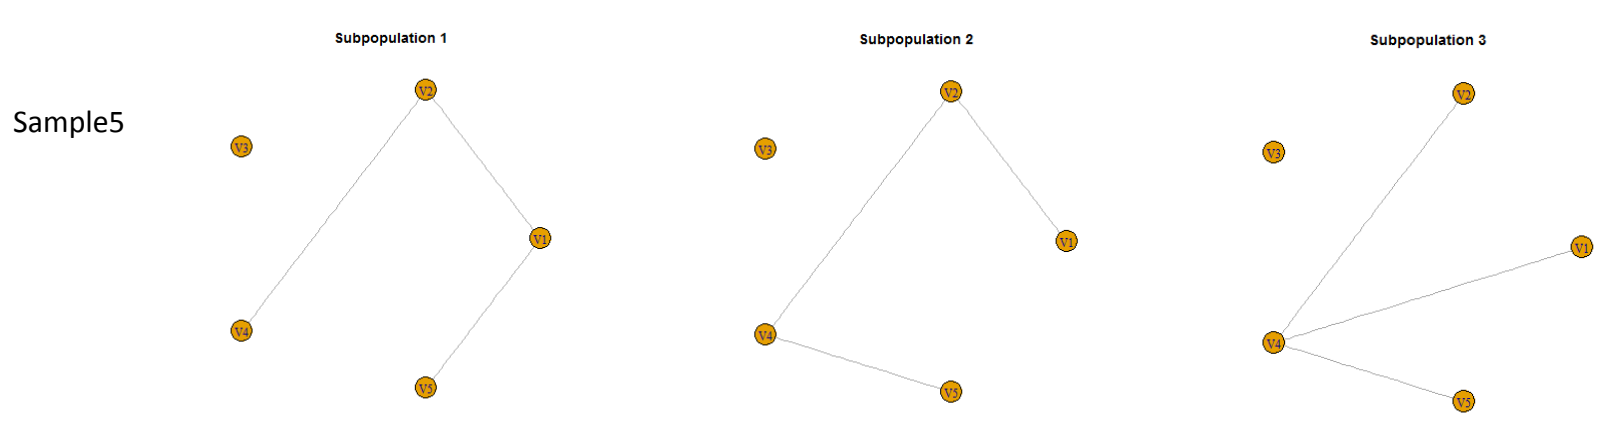 Subpopulation 1
Subpopulation 2
Subpopulation 3
Sample5
V2
V3
V1
V4
V5
V2
V3
V1
V4
V5
V2
V3
V1
V4
V5